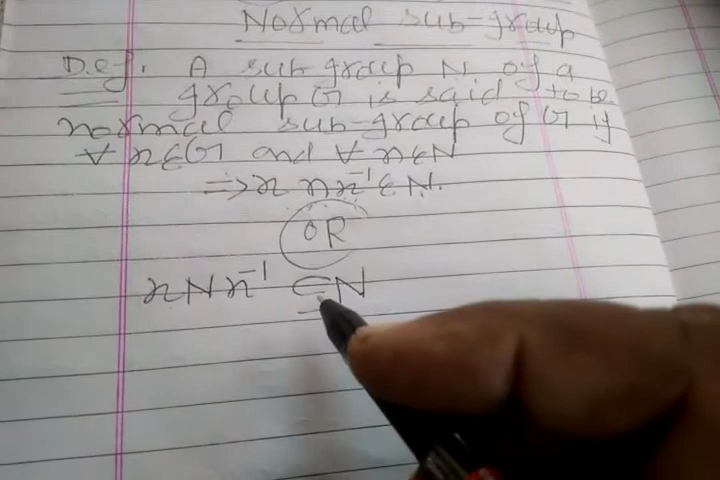 Normal sub-group
Def. A sub group N of a
group G is said to be
normal sub-group of G if
∀ x∈G and ∀ n∈N
⇒ x n x⁻¹ ∈ N.
OR
x N x⁻¹ ⊆ N